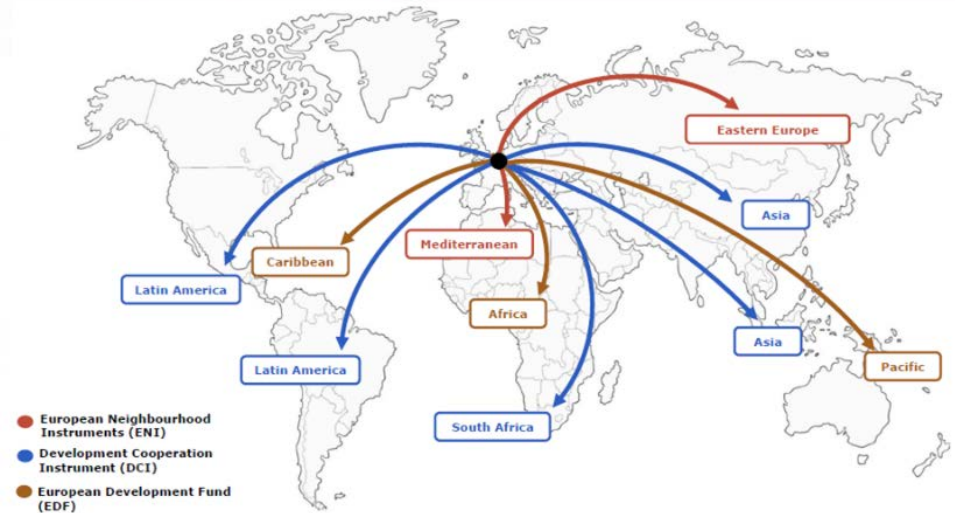 Eastern Europe
Asia
Mediterranean
Caribbean
Latin America
Africa
Asia
Latin America
Pacific
South Africa
European Neighbourhood
Instruments (ENI)
Development Cooperation
Instrument (DCI)
European Development Fund
(EDF)